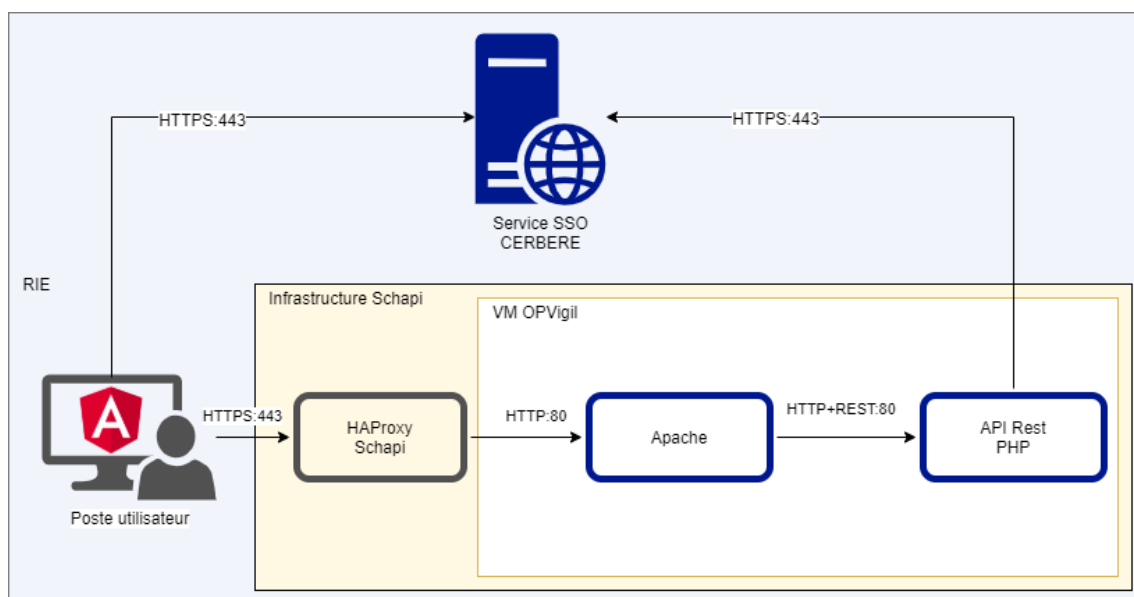 HTTPS:443
HTTPS:443
Service SSO
CERBERE
RIE
Infrastructure Schapi
VM OPVigil
A
HTTPS:443
HAProxy
Schapi
HTTP:80
Apache
HTTP+REST:80
API Rest
PHP
Poste utilisateur